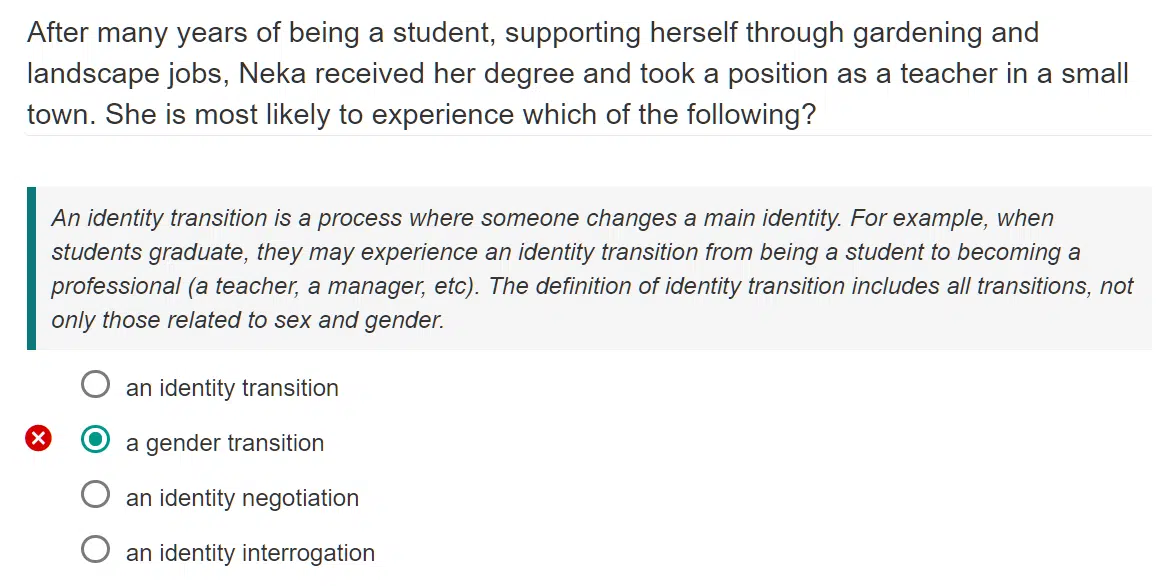 After many years of being a student, supporting herself through gardening and
landscape jobs, Neka received her degree and took a position as a teacher in a small
town. She is most likely to experience which of the following?
An identity transition is a process where someone changes a main identity. For example, when
students graduate, they may experience an identity transition from being a student to becoming a
professional (a teacher, a manager, etc). The definition of identity transition includes all transitions, not
only those related to sex and gender.
an identity transition
a gender transition
an identity negotiation
an identity interrogation